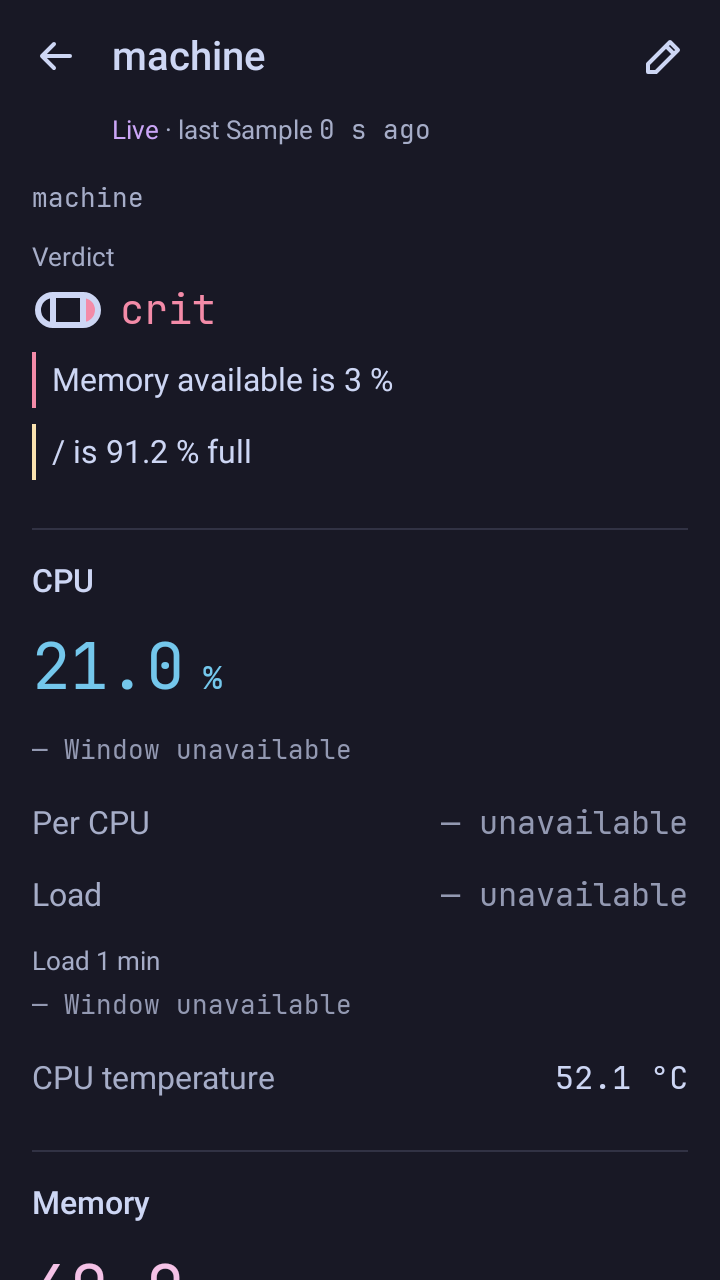 machine
Live · last Sample 0 s ago
machine
Verdict
crit
Memory available is 3 %
/ is 91.2 % full
CPU
21.0 %
— Window unavailable
Per CPU — unavailable
Load — unavailable
Load 1 min
— Window unavailable
CPU temperature 52.1 °C
Memory